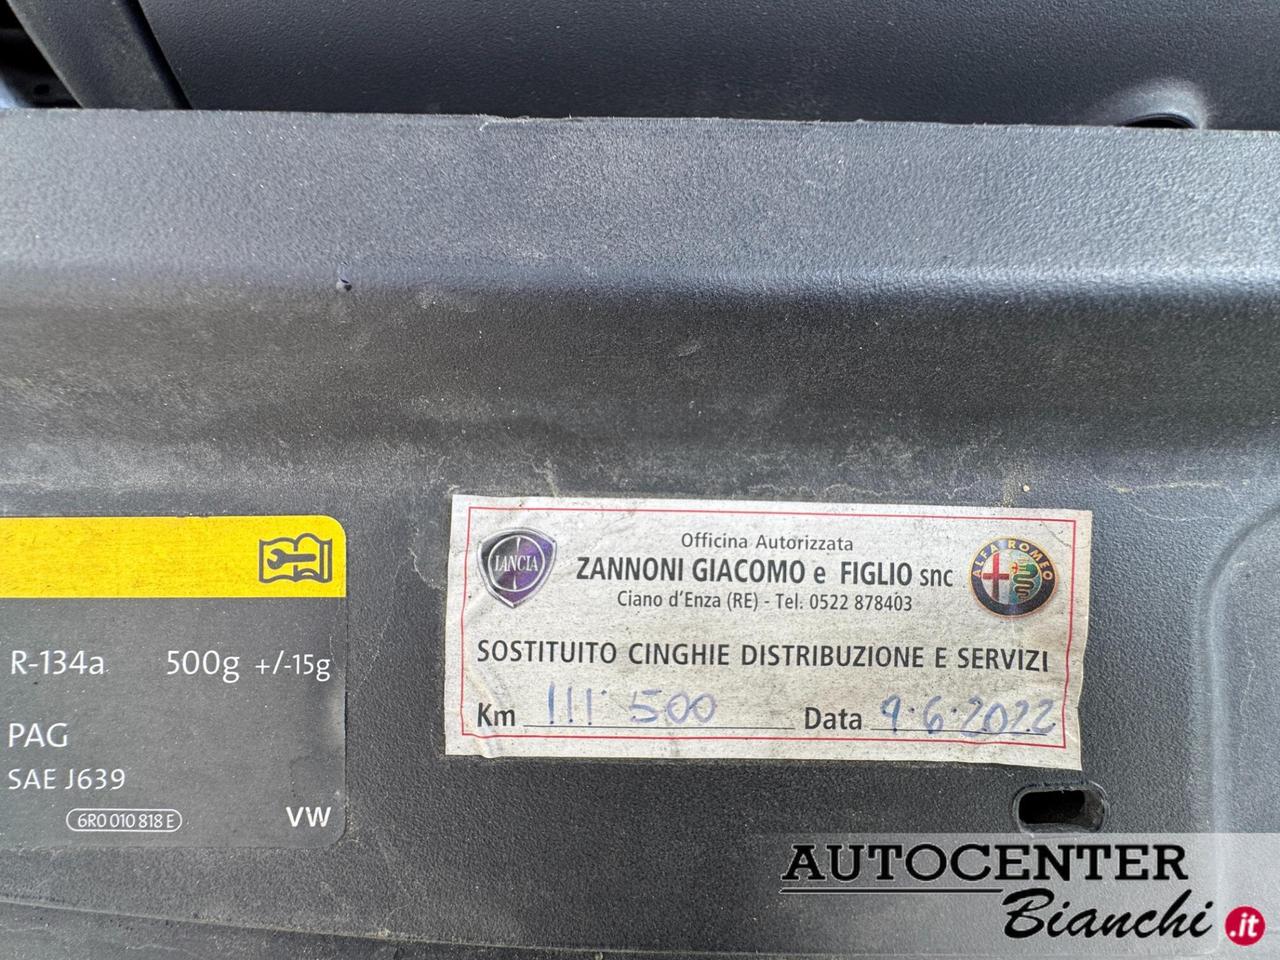 R-134a 500g +/-15g
PAG
SAE J639
6R0 010 818 E
VW
LANCIA
ALFA ROMEO
Officina Autorizzata
ZANNONI GIACOMO e FIGLIO snc
Ciano d'Enza (RE) - Tel. 0522 878403
SOSTITUITO CINGHIE DISTRIBUZIONE E SERVIZI
Km 111.500 Data 9.6.2022
AUTOCENTER
Bianchi.it